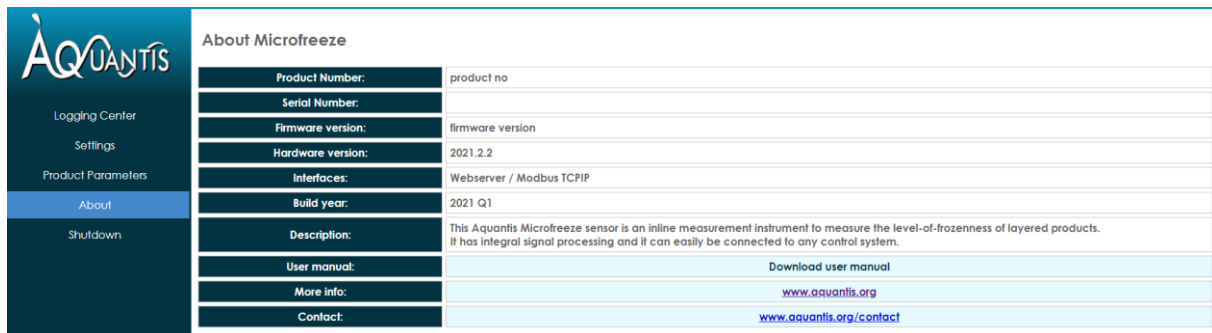 AQUANTIS
About Microfreeze
Logging Center
Settings
Product Parameters
About
Shutdown
Product Number: product no
Serial Number:
Firmware version: firmware version
Hardware version: 2021.2.2
Interfaces: Webserver / Modbus TCPIP
Build year: 2021 Q1
Description: This Aquantis Microfreeze sensor is an inline measurement instrument to measure the level-of-frozenness of layered products.
It has integral signal processing and it can easily be connected to any control system.
User manual: Download user manual
More info: www.aquantis.org
Contact: www.aquantis.org/contact